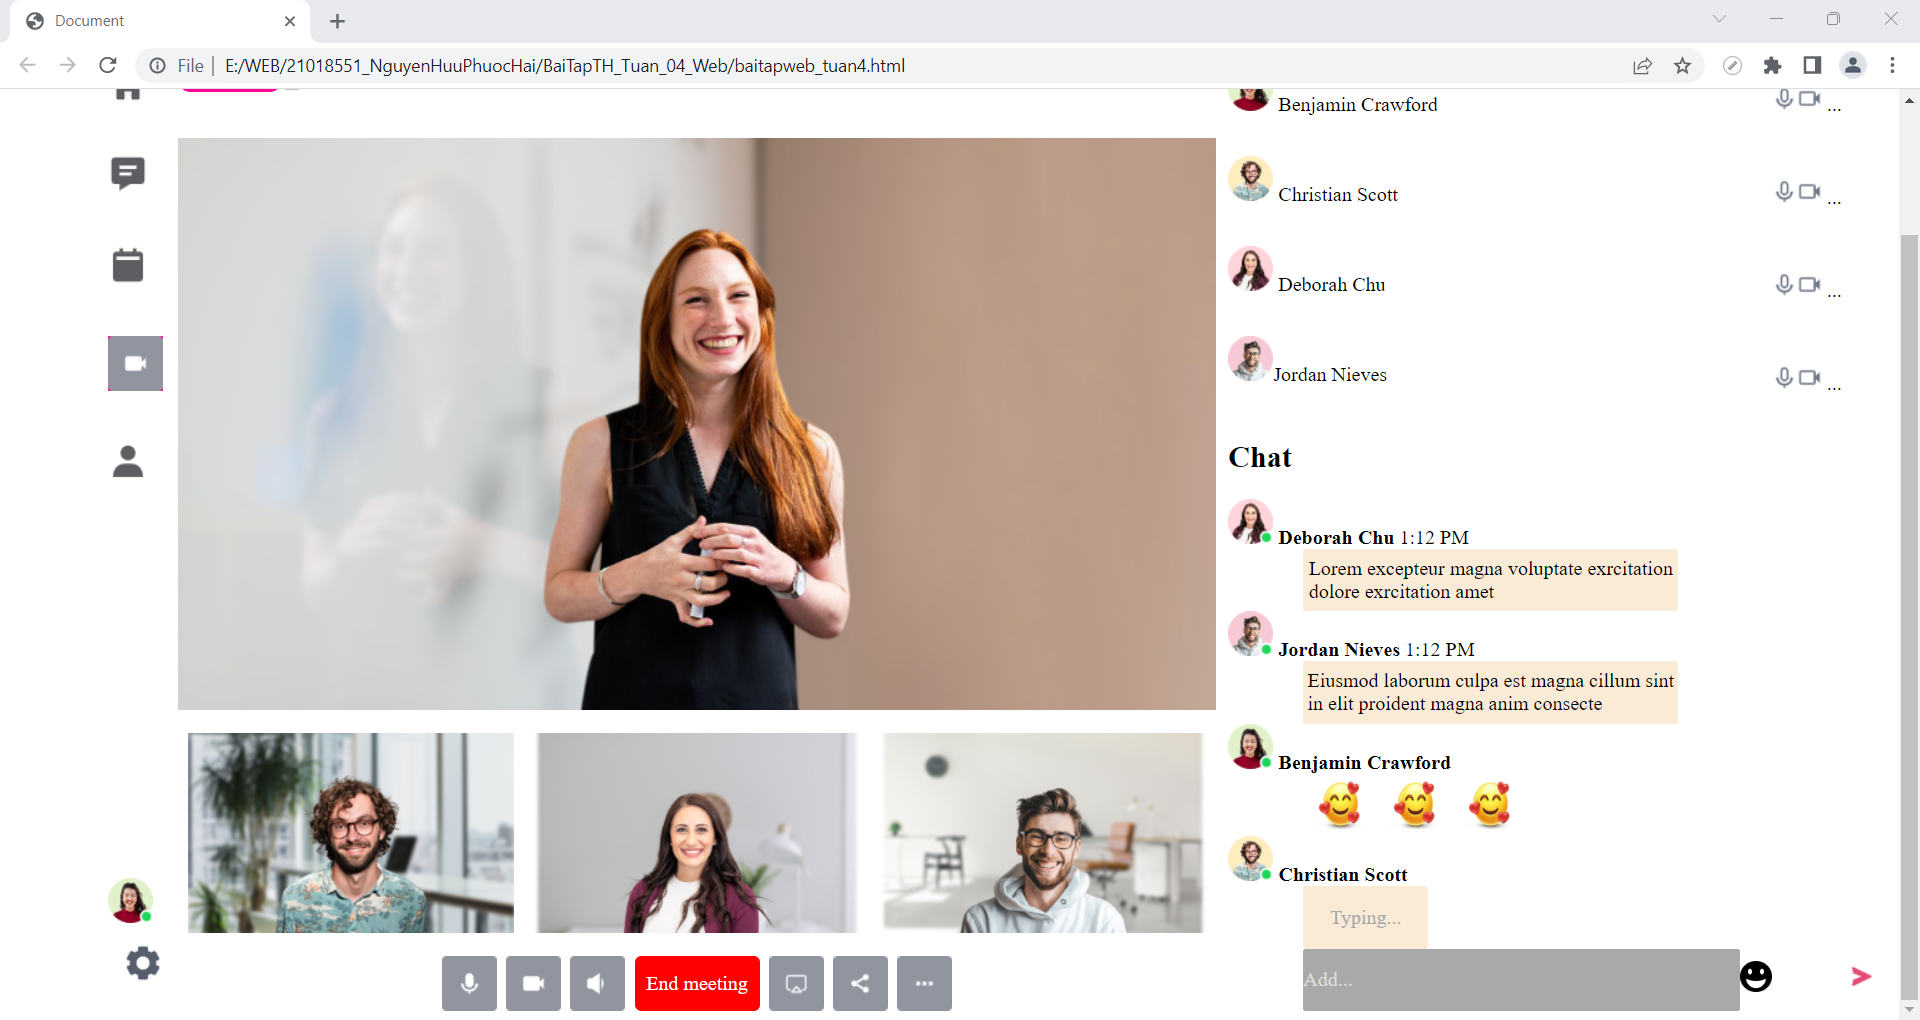 Document
File
E:/WEB/21018551_NguyenHuuPhuocHai/BaiTapTH_Tuan_04_Web/baitapweb_tuan4.html
Benjamin Crawford
...
Christian Scott
...
Deborah Chu
...
Jordan Nieves
...
Chat
Deborah Chu 1:12 PM
Lorem excepteur magna voluptate exrcitation
dolore exrcitation amet
Jordan Nieves 1:12 PM
Eiusmod laborum culpa est magna cillum sint
in elit proident magna anim consecte
Benjamin Crawford
Christian Scott
Typing...
Add...
End meeting